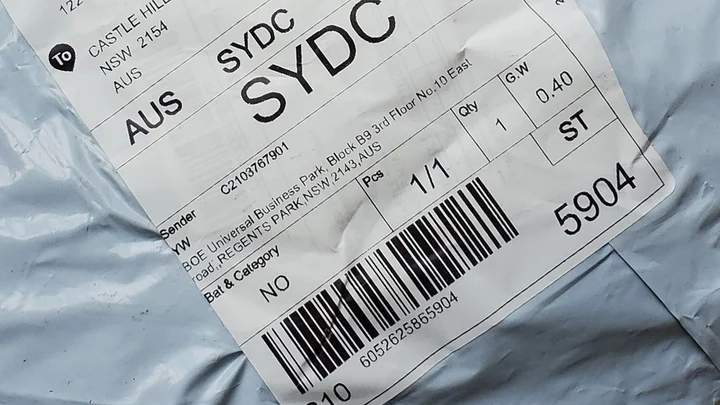 122
To
CASTLE HILL
NSW 2154
AUS
AUS
SYDC
SYDC
C2103767901
Sender
YW
BOE Universal Business Park, Block B9 3rd Floor No.10 East
road,,REGENTS PARK,NSW,2143,AUS
Bat & Category
NO
Pcs
1/1
Qty
1
G.W
0.40
ST
5904
6052625865904
10